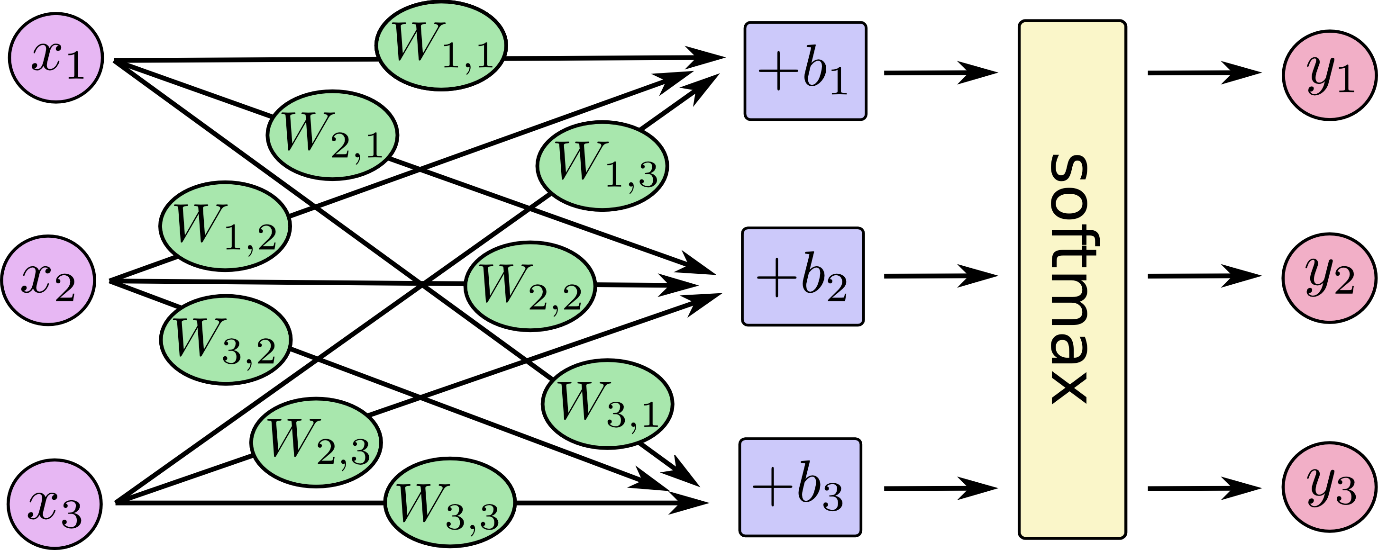 x₁
W₁,₁
+b₁
y₁
W₂,₁
W₁,₃
W₁,₂
x₂
W₂,₂
+b₂
softmax
y₂
W₃,₂
W₃,₁
W₂,₃
x₃
W₃,₃
+b₃
y₃